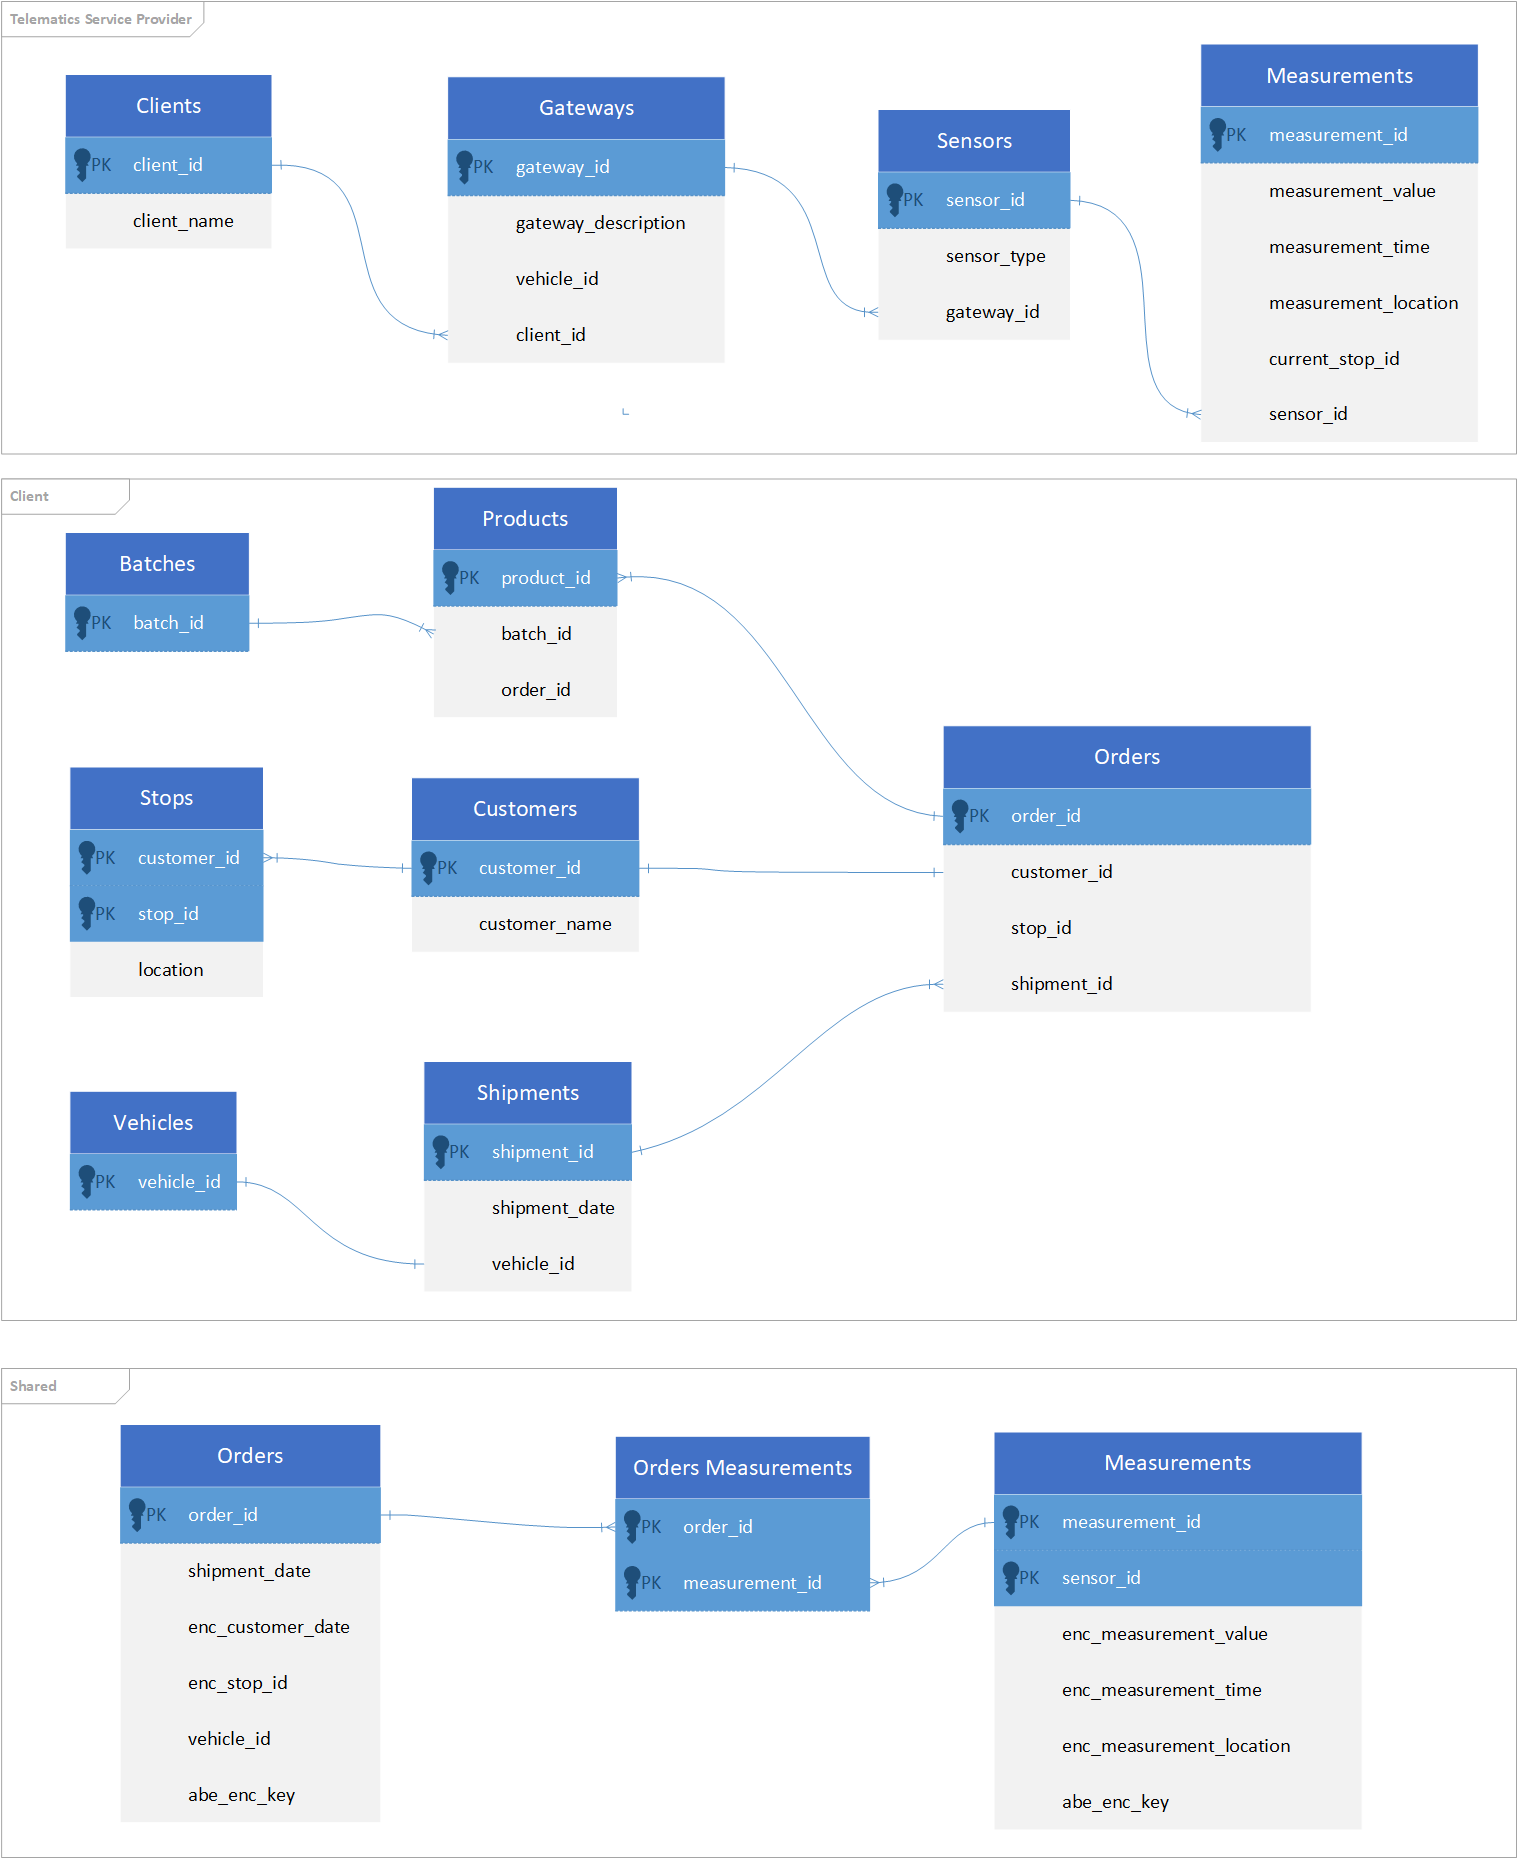 Telematics Service Provider
Clients
PK client_id
client_name
Gateways
PK gateway_id
gateway_description
vehicle_id
client_id
Sensors
PK sensor_id
sensor_type
gateway_id
Measurements
PK measurement_id
measurement_value
measurement_time
measurement_location
current_stop_id
sensor_id
Client
Batches
PK batch_id
Products
PK product_id
batch_id
order_id
Stops
PK customer_id
PK stop_id
location
Customers
PK customer_id
customer_name
Orders
PK order_id
customer_id
stop_id
shipment_id
Vehicles
PK vehicle_id
Shipments
PK shipment_id
shipment_date
vehicle_id
Shared
Orders
PK order_id
shipment_date
enc_customer_date
enc_stop_id
vehicle_id
abe_enc_key
Orders Measurements
PK order_id
PK measurement_id
Measurements
PK measurement_id
PK sensor_id
enc_measurement_value
enc_measurement_time
enc_measurement_location
abe_enc_key